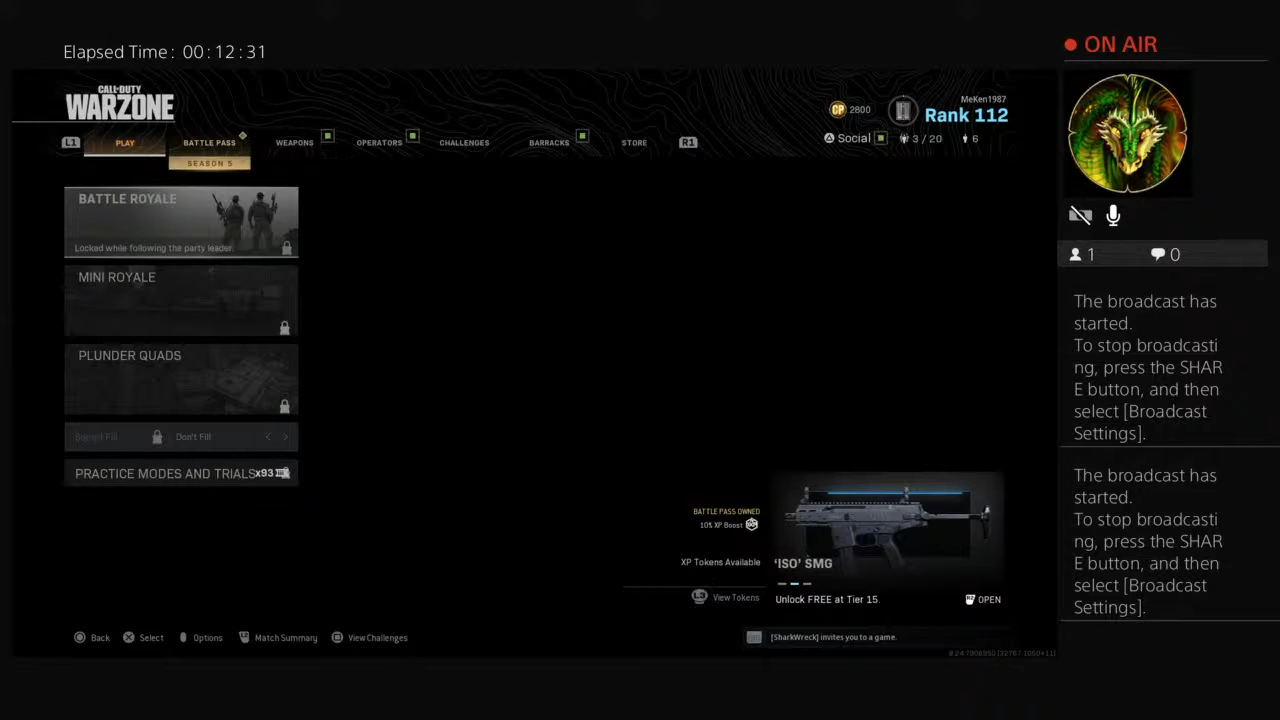 Elapsed Time: 00:12:31
ON AIR
CALL OF DUTY
WARZONE
CP 2800
MeKen1987
Rank 112
Social 3 / 20 6
L1 PLAY BATTLE PASS WEAPONS OPERATORS CHALLENGES BARRACKS STORE R1
SEASON 5
BATTLE ROYALE
Locked while following the party leader.
MINI ROYALE
PLUNDER QUADS
Squad Fill Don't Fill
PRACTICE MODES AND TRIALS x931
BATTLE PASS OWNED
10% XP Boost
XP Tokens Available
View Tokens
'ISO' SMG
Unlock FREE at Tier 15.
OPEN
Back Select Options Match Summary View Challenges
[SharkWreck] invites you to a game.
1 0
The broadcast has
started.
To stop broadcasti
ng, press the SHAR
E button, and then
select [Broadcast
Settings].
The broadcast has
started.
To stop broadcasti
ng, press the SHAR
E button, and then
select [Broadcast
Settings].